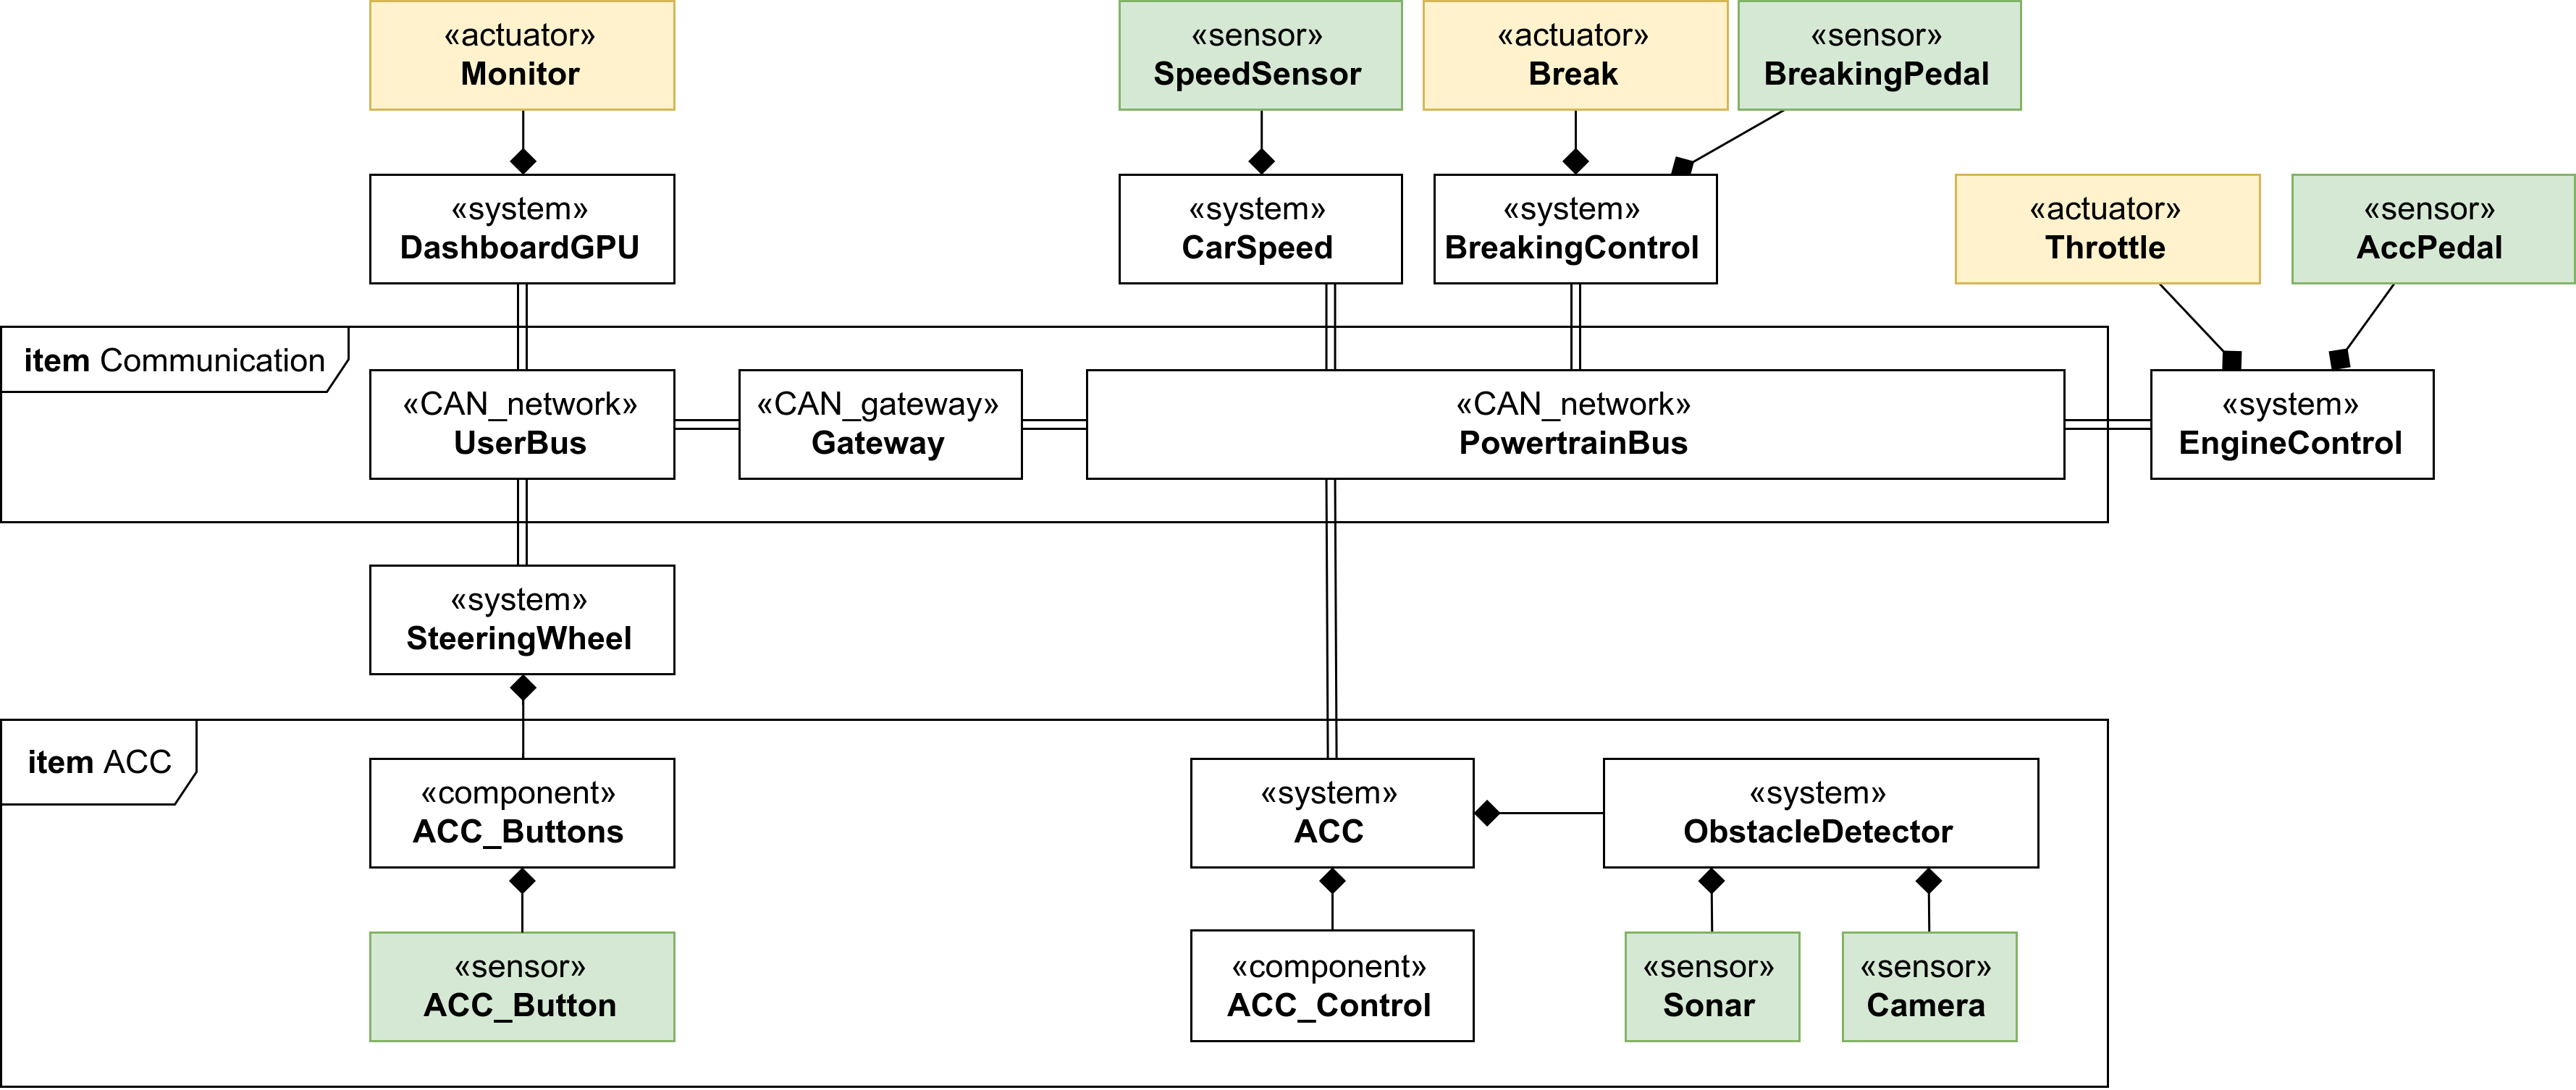 «actuator»
Monitor
«sensor»
SpeedSensor
«actuator»
Break
«sensor»
BreakingPedal
«system»
DashboardGPU
«system»
CarSpeed
«system»
BreakingControl
«actuator»
Throttle
«sensor»
AccPedal
item Communication
«CAN_network»
UserBus
«CAN_gateway»
Gateway
«CAN_network»
PowertrainBus
«system»
EngineControl
«system»
SteeringWheel
item ACC
«component»
ACC_Buttons
«system»
ACC
«system»
ObstacleDetector
«sensor»
ACC_Button
«component»
ACC_Control
«sensor»
Sonar
«sensor»
Camera